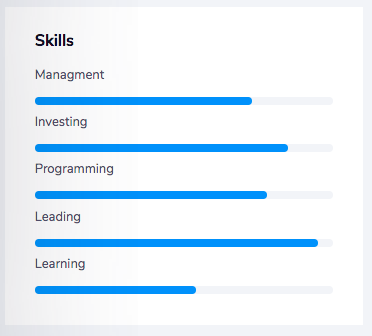 Skills
Managment
Investing
Programming
Leading
Learning